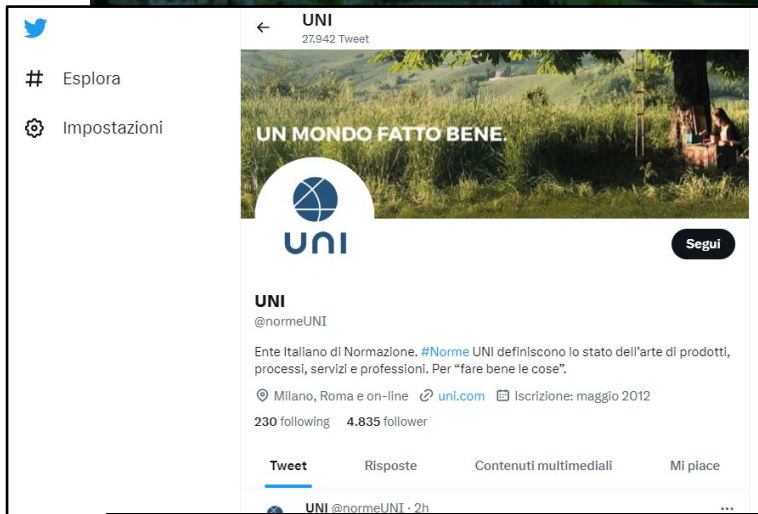 UNI
27.942 Tweet
# Esplora
Impostazioni
UN MONDO FATTO BENE.
UNI
Segui
UNI
@normeUNI
Ente Italiano di Normazione. #Norme UNI definiscono lo stato dell’arte di prodotti,
processi, servizi e professioni. Per “fare bene le cose”.
Milano, Roma e on-line uni.com Iscrizione: maggio 2012
230 following 4.835 follower
Tweet Risposte Contenuti multimediali Mi piace
UNI @normeUNI · 2h